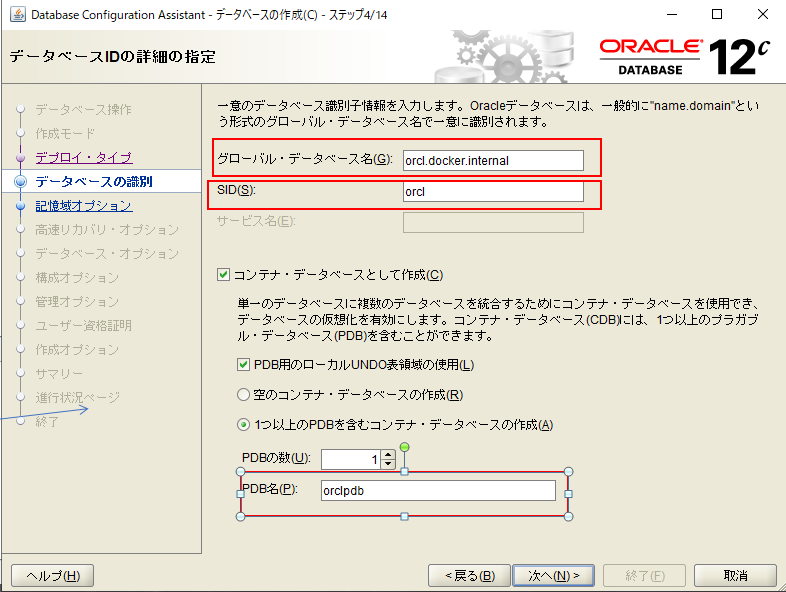 Database Configuration Assistant - データベースの作成(C) - ステップ4/14
データベースIDの詳細の指定
ORACLE
DATABASE
12c
データベース操作
作成モード
デプロイ・タイプ
データベースの識別
記憶域オプション
高速リカバリ・オプション
データベース・オプション
構成オプション
管理オプション
ユーザー資格証明
作成オプション
サマリー
進行状況ページ
終了
一意のデータベース識別子情報を入力します。Oracleデータベースは、一般的に"name.domain"とい
う形式のグローバル・データベース名で一意に識別されます。
グローバル・データベース名(G): orcl.docker.internal
SID(S): orcl
サービス名(E):
コンテナ・データベースとして作成(C)
単一のデータベースに複数のデータベースを統合するためにコンテナ・データベースを使用でき、
データベースの仮想化を有効にします。コンテナ・データベース(CDB)には、1つ以上のプラガブ
ル・データベース(PDB)を含むことができます。
PDB用のローカルUNDO表領域の使用(L)
空のコンテナ・データベースの作成(R)
1つ以上のPDBを含むコンテナ・データベースの作成(A)
PDBの数(U): 1
PDB名(P): orclpdb
ヘルプ(H)
<戻る(B)
次へ(N)>
終了(F)
取消